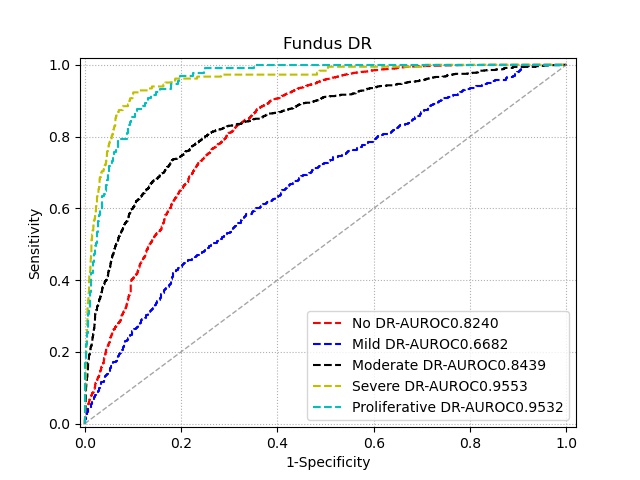 Fundus DR
1.0
0.8
0.6
0.4
0.2
0.0
Sensitivity
No DR-AUROC0.8240
Mild DR-AUROC0.6682
Moderate DR-AUROC0.8439
Severe DR-AUROC0.9553
Proliferative DR-AUROC0.9532
0.0 0.2 0.4 0.6 0.8 1.0
1-Specificity